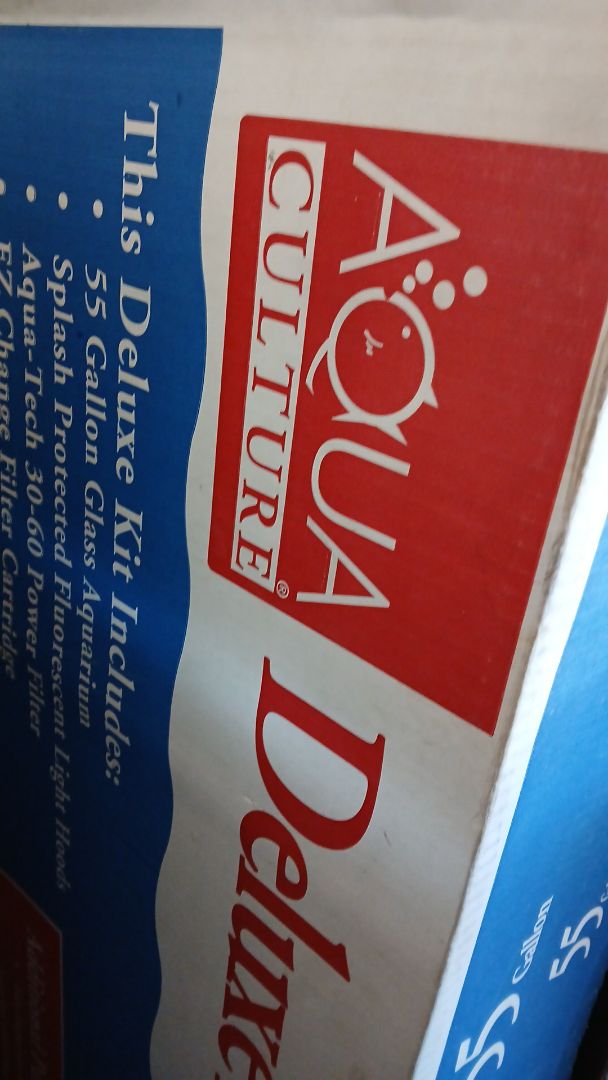 AQUA
CULTURE®
Deluxe
This Deluxe Kit Includes:
• 55 Gallon Glass Aquarium
• Splash Protected Fluorescent Light Hoods
• Aqua-Tech 30-60 Power Filter
• EZ Change Filter Cartridge
55 Gallon
55